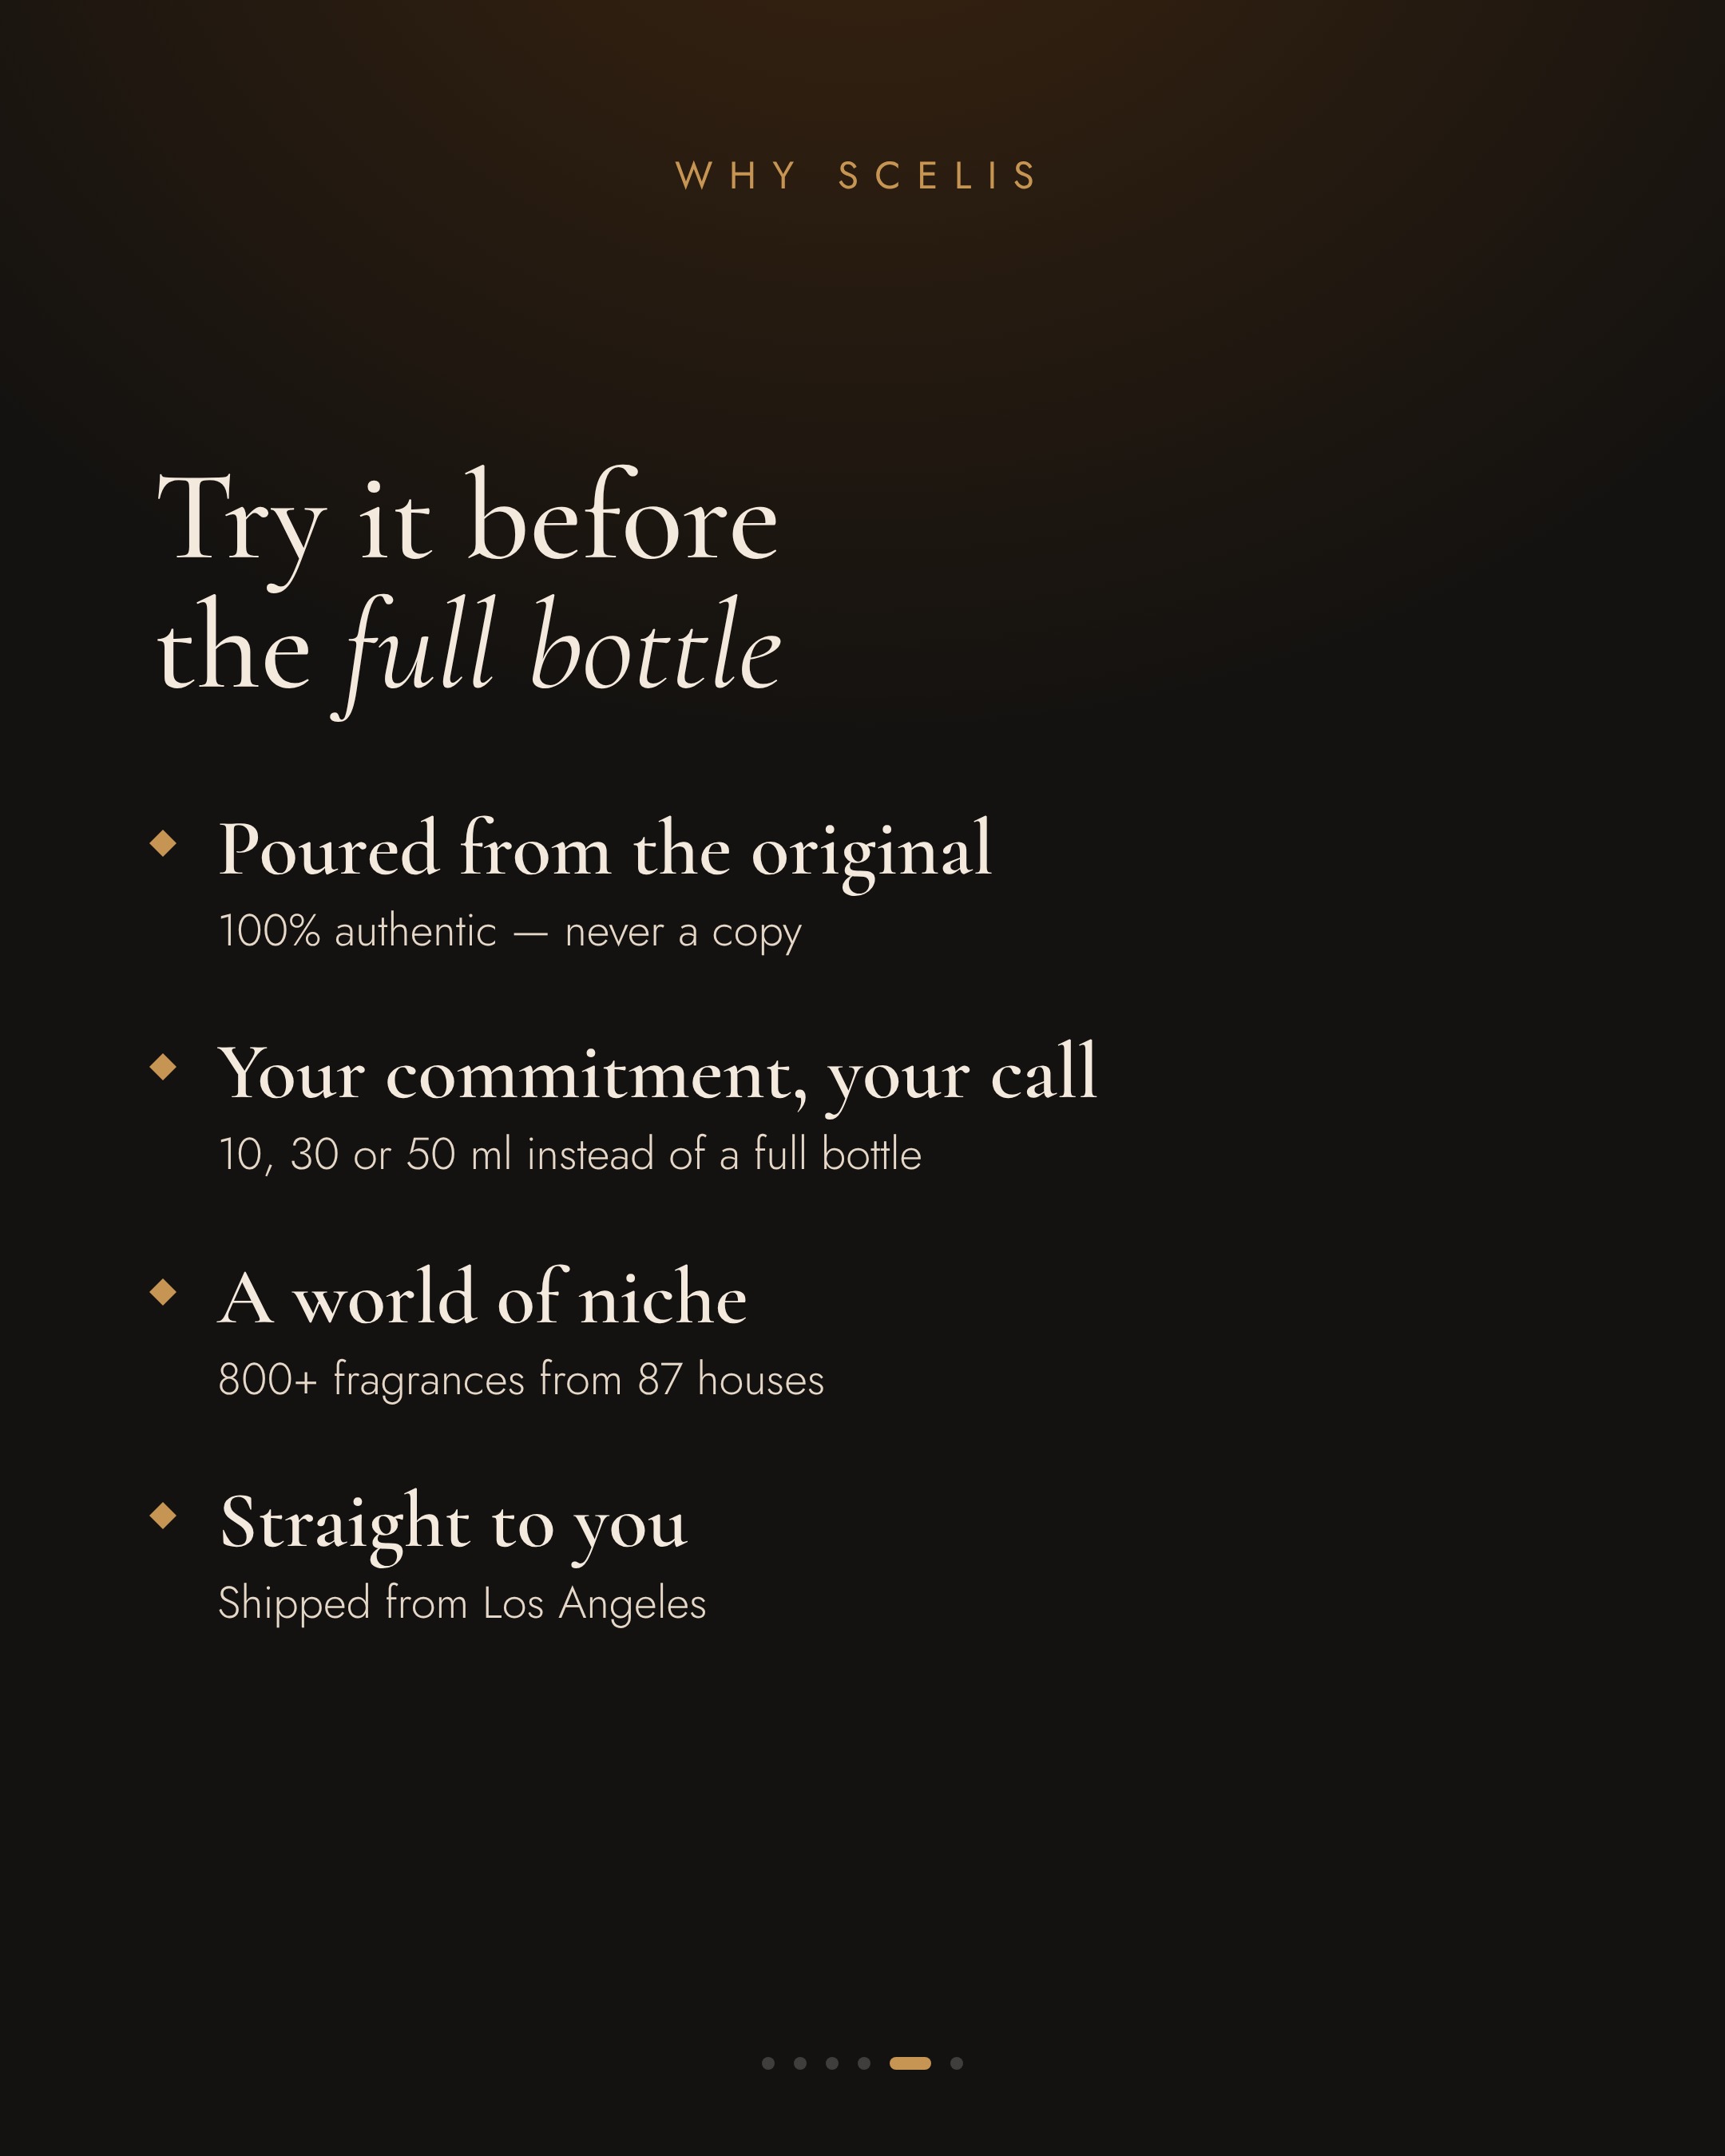 WHY SCELIS
Try it before
the full bottle
Poured from the original
100% authentic — never a copy
Your commitment, your call
10, 30 or 50 ml instead of a full bottle
A world of niche
800+ fragrances from 87 houses
Straight to you
Shipped from Los Angeles